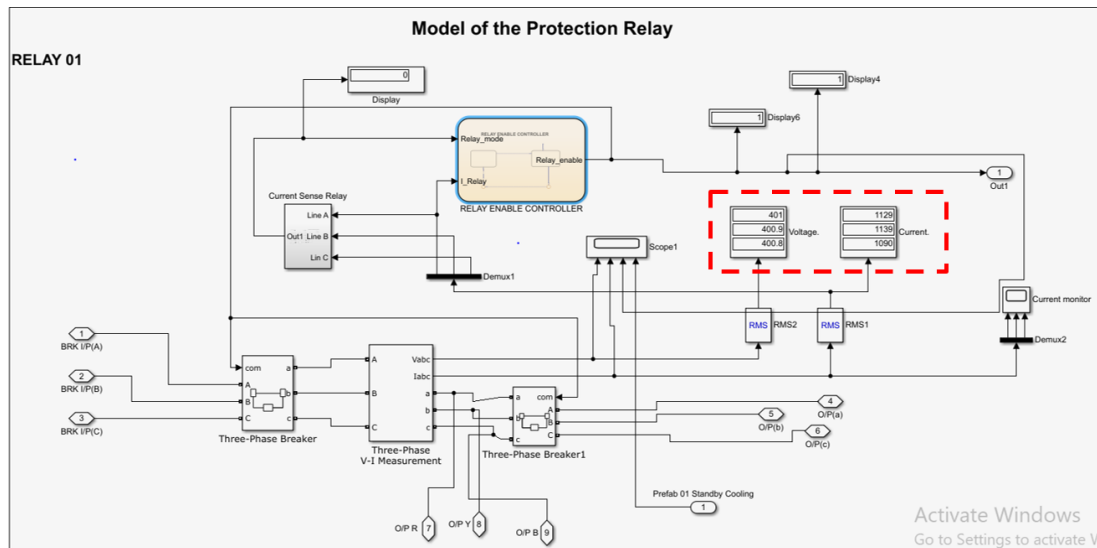 Model of the Protection Relay
RELAY 01
0
Display
1
Display4
1
Display6
RELAY ENABLE CONTROLLER
Relay_mode
Relay_enable
I_Relay
RELAY ENABLE CONTROLLER
1
Out1
Current Sense Relay
Line A
Out1
Line B
Lin C
Demux1
Scope1
401
400.9
400.8
Voltage.
1129
1139
1090
Current.
Current monitor
RMS
RMS2
RMS
RMS1
Demux2
1
BRK I/P(A)
2
BRK I/P(B)
3
BRK I/P(C)
com
A
B
C
a
b
c
Three-Phase Breaker
A
B
C
Vabc
Iabc
a
b
c
Three-Phase
V-I Measurement
a
b
c
com
A
B
C
Three-Phase Breaker1
4
O/P(a)
5
O/P(b)
6
O/P(c)
O/P R
7
O/P Y
8
O/P B
9
Prefab 01 Standby Cooling
1
Activate Windows
Go to Settings to activate W